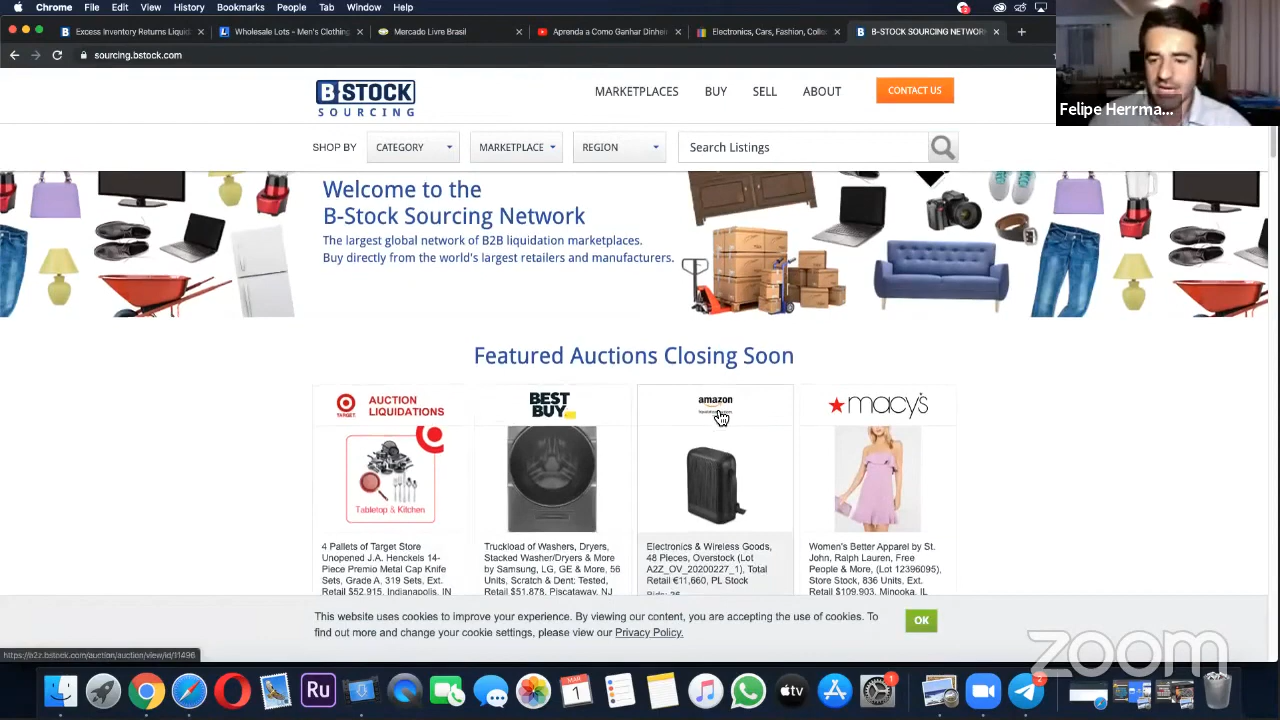 Chrome File Edit View History Bookmarks People Tab Window Help
Excess Inventory Returns Liquid
Wholesale Lots - Men's Clothing
Mercado Livre Brasil
Aprenda a Como Ganhar Dinhei
Electronics, Cars, Fashion, Colle
B-STOCK SOURCING NETWOR
sourcing.bstock.com
Felipe Herrma...
B-STOCK
SOURCING
MARKETPLACES BUY SELL ABOUT CONTACT US
SHOP BY CATEGORY MARKETPLACE REGION Search Listings
Welcome to the
B-Stock Sourcing Network
The largest global network of B2B liquidation marketplaces.
Buy directly from the world's largest retailers and manufacturers.
Featured Auctions Closing Soon
TARGET
AUCTION
LIQUIDATIONS
Tabletop & Kitchen
4 Pallets of Target Store
Unopened J.A. Henckels 14-
Piece Premio Metal Cap Knife
Sets, Grade A, 319 Sets, Ext.
Retail $52,915, Indianapolis, IN
BEST
BUY
Truckload of Washers, Dryers,
Stacked Washer/Dryers & More
by Samsung, LG, GE & More, 56
Units, Scratch & Dent: Tested,
Retail $51,878, Piscataway, NJ
amazon
Electronics & Wireless Goods,
48 Pieces, Overstock (Lot
A2Z_OV_20200227_1), Total
Retail €11,660, PL Stock
macy's
Women's Better Apparel by St.
John, Ralph Lauren, Free
People & More, (Lot 12396095),
Store Stock, 836 Units, Ext.
Retail $109,903, Minooka, IL
This website uses cookies to improve your experience. By viewing our content, you are accepting the use of cookies. To
find out more and change your cookie settings, please view our Privacy Policy.
OK
https://a2z.bstock.com/auction/auction/view/id/11496
zoom
Ru
MAR
1
tv
1
2